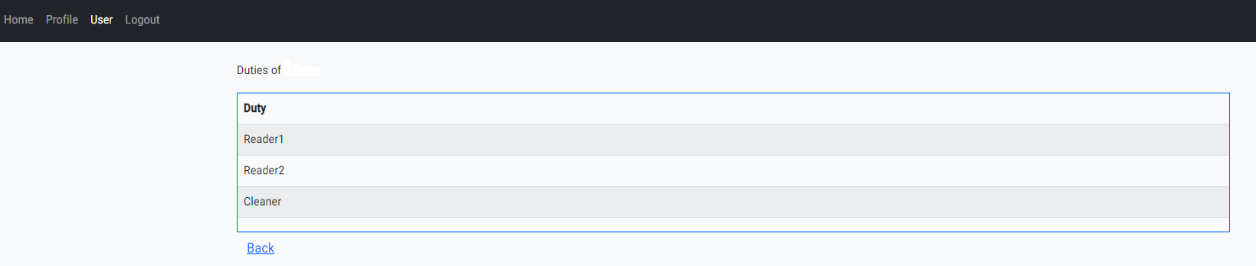 Home Profile User Logout
Duties of
Duty
Reader1
Reader2
Cleaner
Back